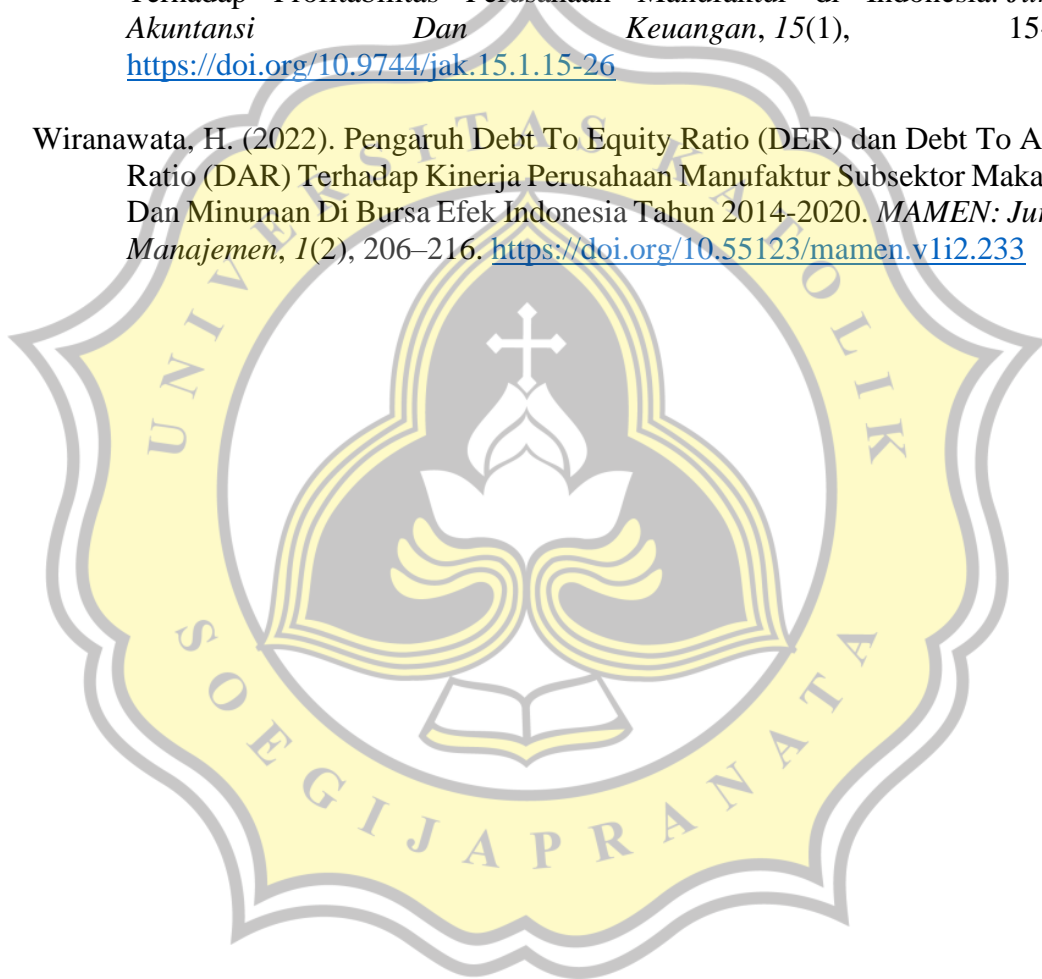 Terhadap Profitabilitas Perusahaan Manufaktur di Indonesia. Jur
Akuntansi Dan Keuangan, 15(1), 15-
https://doi.org/10.9744/jak.15.1.15-26
Wiranawata, H. (2022). Pengaruh Debt To Equity Ratio (DER) dan Debt To A
Ratio (DAR) Terhadap Kinerja Perusahaan Manufaktur Subsektor Maka
Dan Minuman Di Bursa Efek Indonesia Tahun 2014-2020. MAMEN: Jur
Manajemen, 1(2), 206–216. https://doi.org/10.55123/mamen.v1i2.233
UNIVERSITAS KATOLIK
SOEGIJAPRANATA